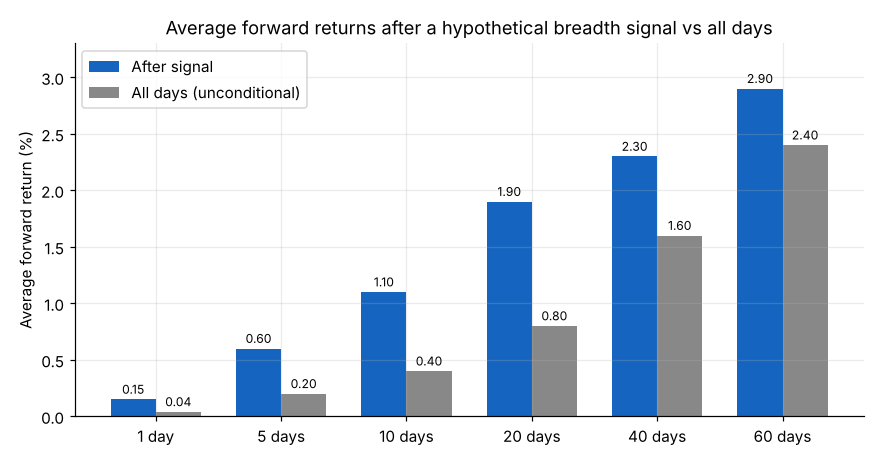 Average forward returns after a hypothetical breadth signal vs all days
After signal
All days (unconditional)
Average forward return (%)
3.0
2.5
2.0
1.5
1.0
0.5
0.0
0.15
0.04
0.60
0.20
1.10
0.40
1.90
0.80
2.30
1.60
2.90
2.40
1 day
5 days
10 days
20 days
40 days
60 days